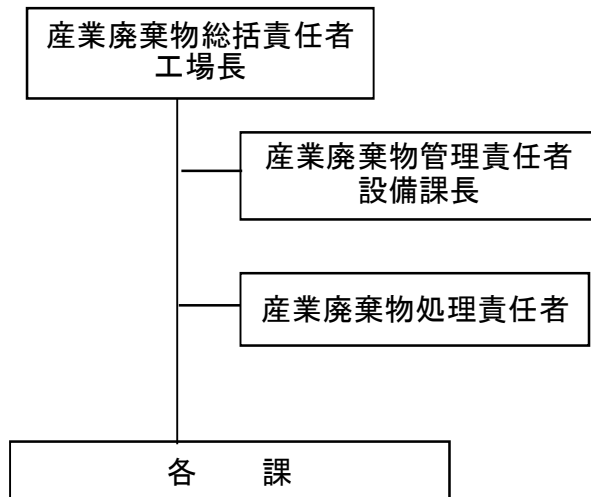 産業廃棄物総括責任者
工場長
産業廃棄物管理責任者
設備課長
産業廃棄物処理責任者
各　　課